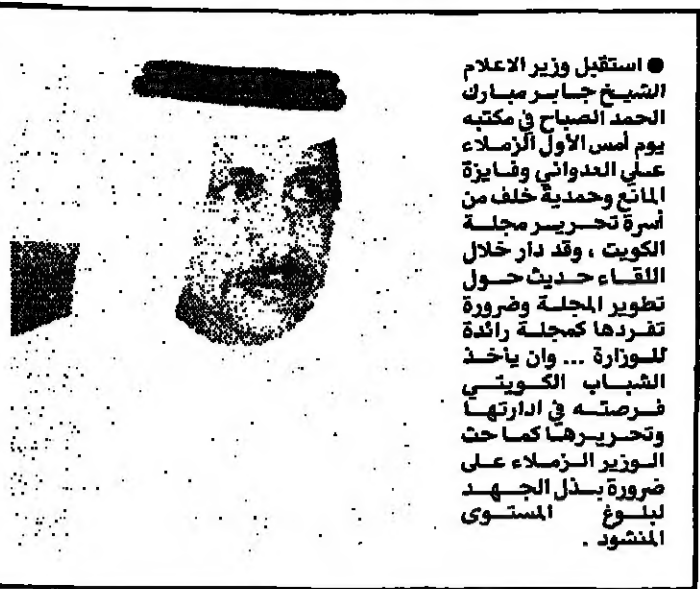 ● استقبل وزير الاعلام
الشيخ جابر مبارك
الحمد الصباح في مكتبه
يوم أمس الأول الزملاء
علي العدواني وفايزة
المانع وحمدية خلف من
أسرة تحرير مجلة
الكويت ، وقد دار خلال
اللقاء حديث حول
تطوير المجلة وضرورة
تفردها كمجلة رائدة
للوزارة ... وان يأخذ
الشباب الكويتي
فرصته في ادارتها
وتحريرها كما حث
الوزير الزملاء على
ضرورة بذل الجهد
لبلوغ المستوى
المنشود .